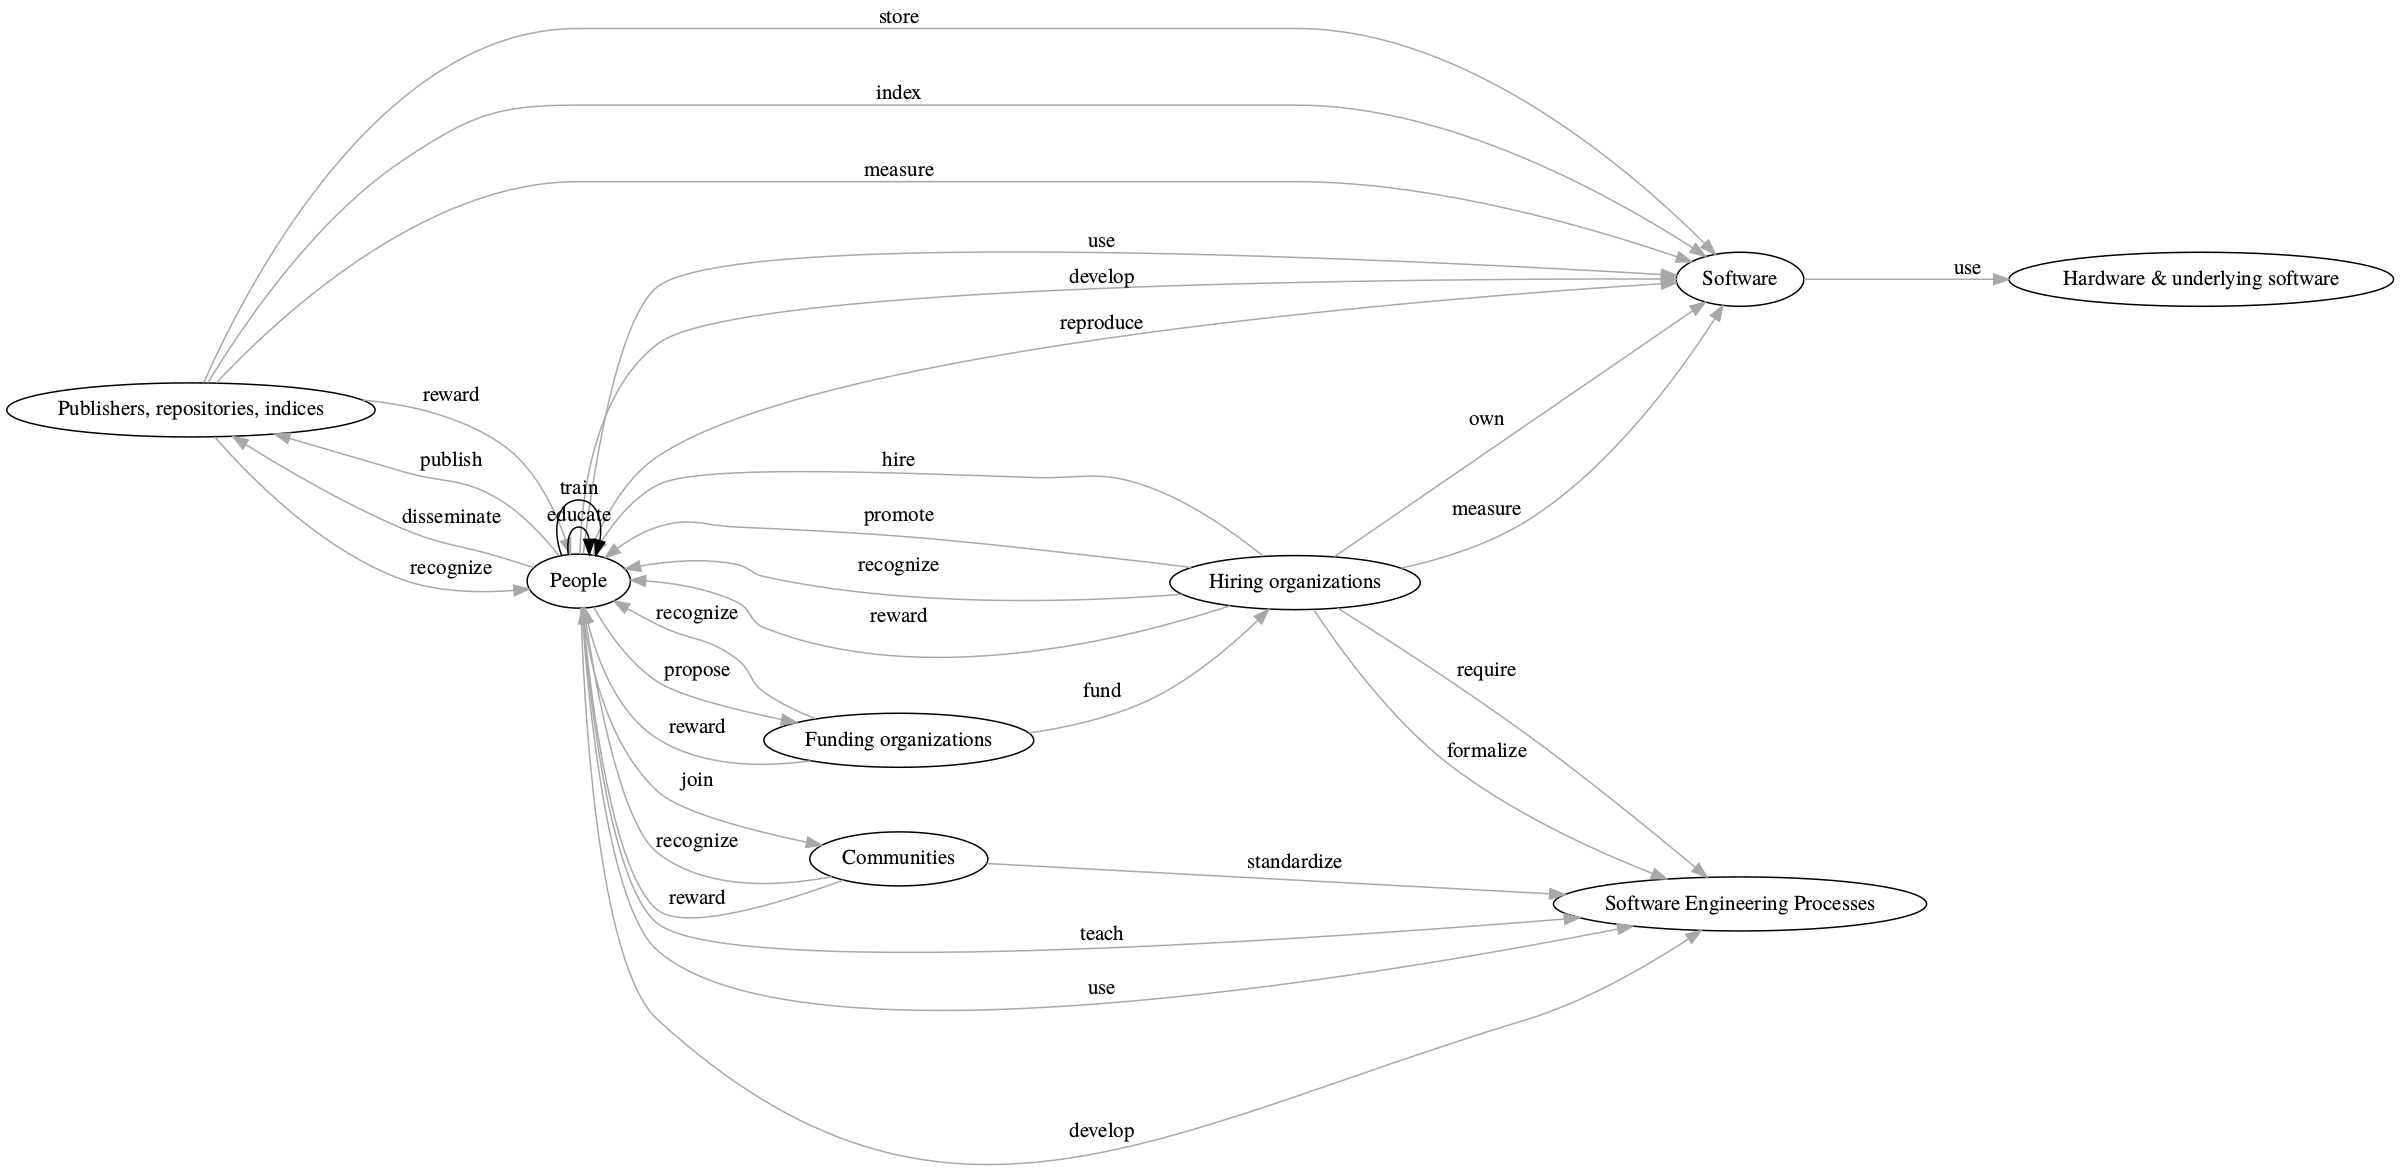 store
index
measure
use
develop
reproduce
Software
use
Hardware & underlying software
Publishers, repositories, indices
reward
publish
disseminate
recognize
train
educate
People
hire
promote
recognize
reward
own
measure
Hiring organizations
recognize
propose
reward
Funding organizations
fund
require
formalize
join
recognize
reward
Communities
standardize
Software Engineering Processes
teach
use
develop